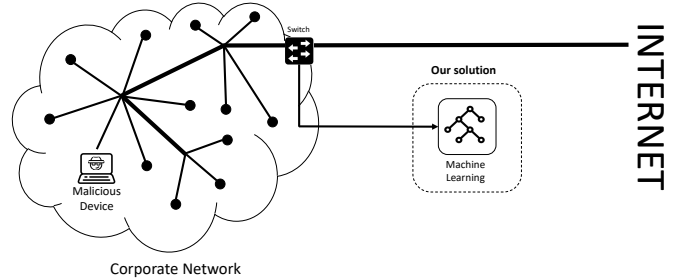 Switch
Our solution
INTERNET
Machine
Learning
Malicious
Device
Corporate Network